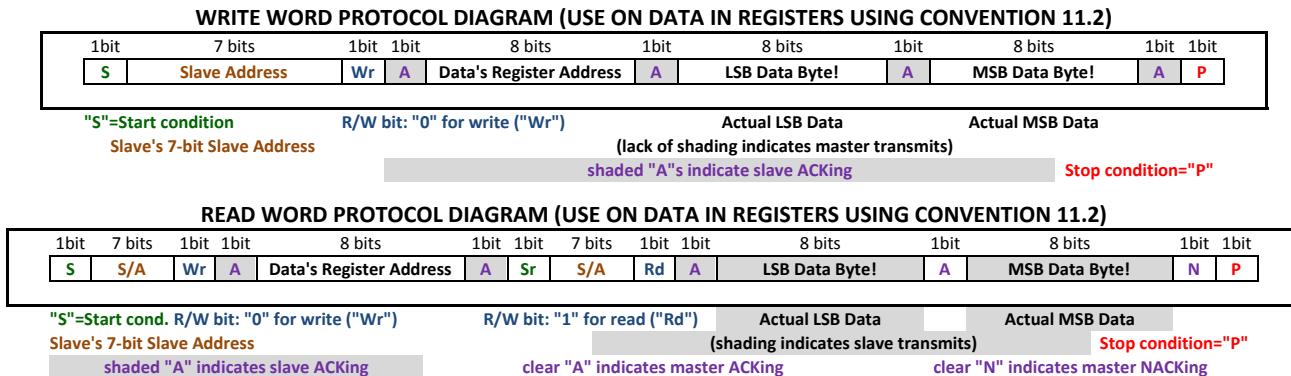 WRITE WORD PROTOCOL DIAGRAM (USE ON DATA IN REGISTERS USING CONVENTION 11.2)
1bit 7 bits 1bit 1bit 8 bits 1bit 8 bits 1bit 8 bits 1bit 1bit
S Slave Address Wr A Data's Register Address A LSB Data Byte! A MSB Data Byte! A P
"S"=Start condition R/W bit: "0" for write ("Wr") Actual LSB Data Actual MSB Data
Slave's 7-bit Slave Address (lack of shading indicates master transmits)
shaded "A"s indicate slave ACKing Stop condition="P"
READ WORD PROTOCOL DIAGRAM (USE ON DATA IN REGISTERS USING CONVENTION 11.2)
1bit 7 bits 1bit 1bit 8 bits 1bit 1bit 7 bits 1bit 1bit 8 bits 1bit 8 bits 1bit 1bit
S S/A Wr A Data's Register Address A Sr S/A Rd A LSB Data Byte! A MSB Data Byte! N P
"S"=Start cond. R/W bit: "0" for write ("Wr") R/W bit: "1" for read ("Rd") Actual LSB Data Actual MSB Data
Slave's 7-bit Slave Address (shading indicates slave transmits) Stop condition="P"
shaded "A" indicates slave ACKing clear "A" indicates master ACKing clear "N" indicates master NACKing